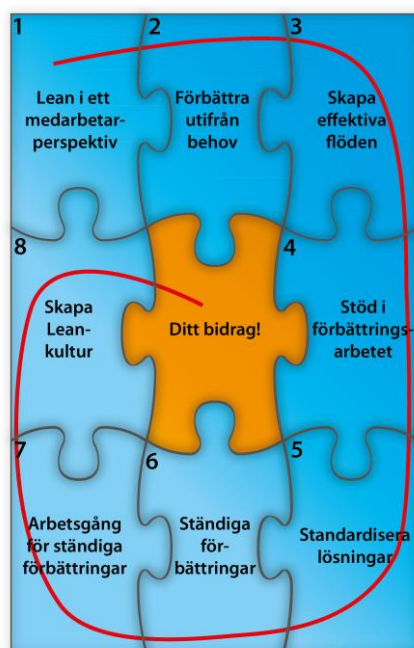 1
Lean i ett
medarbetar-
perspektiv
2
Förbättra
utifrån
behov
3
Skapa
effektiva
flöden
8
Skapa
Lean-
kultur
Ditt bidrag!
4
Stöd i
förbättrings-
arbetet
7
Arbetsgång
för ständiga
förbättringar
6
Ständiga
för-
bättringar
5
Standardisera
lösningar